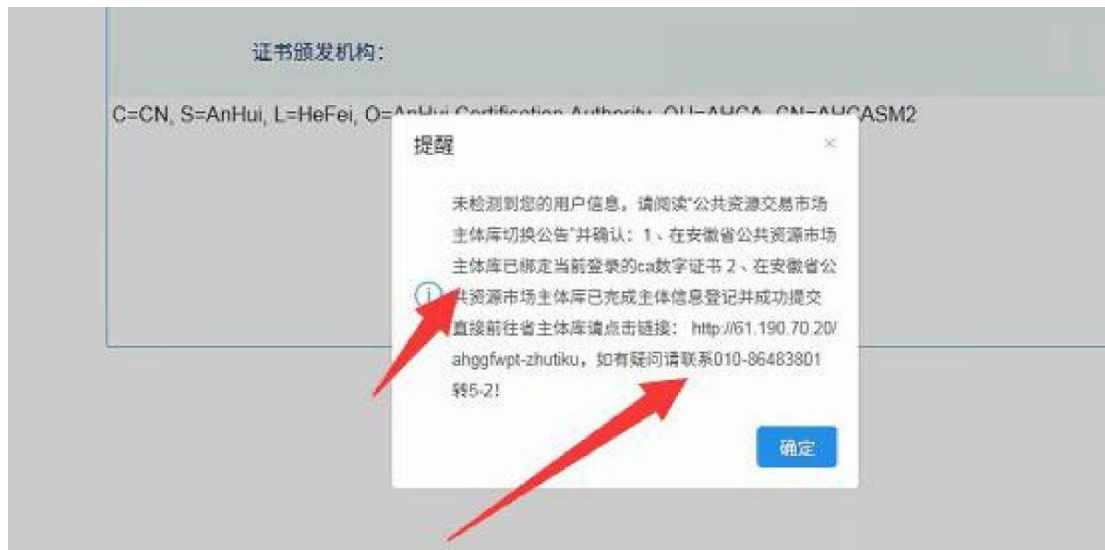 证书颁发机构:
C=CN, S=AnHui, L=HeFei, O=AnHui Certification Authority, OU=AHCA, CN=AHCASM2
提醒
未检测到您的用户信息，请阅读"公共资源交易市场
主体库切换公告"并确认：1、在安徽省公共资源市场
主体库已绑定当前登录的ca数字证书 2、在安徽省公
共资源市场主体库已完成主体信息登记并成功提交
直接前往省主体库请点击链接： http://61.190.70.20/
ahggfwpt-zhutiku，如有疑问请联系010-86483801
转5-2!
确定